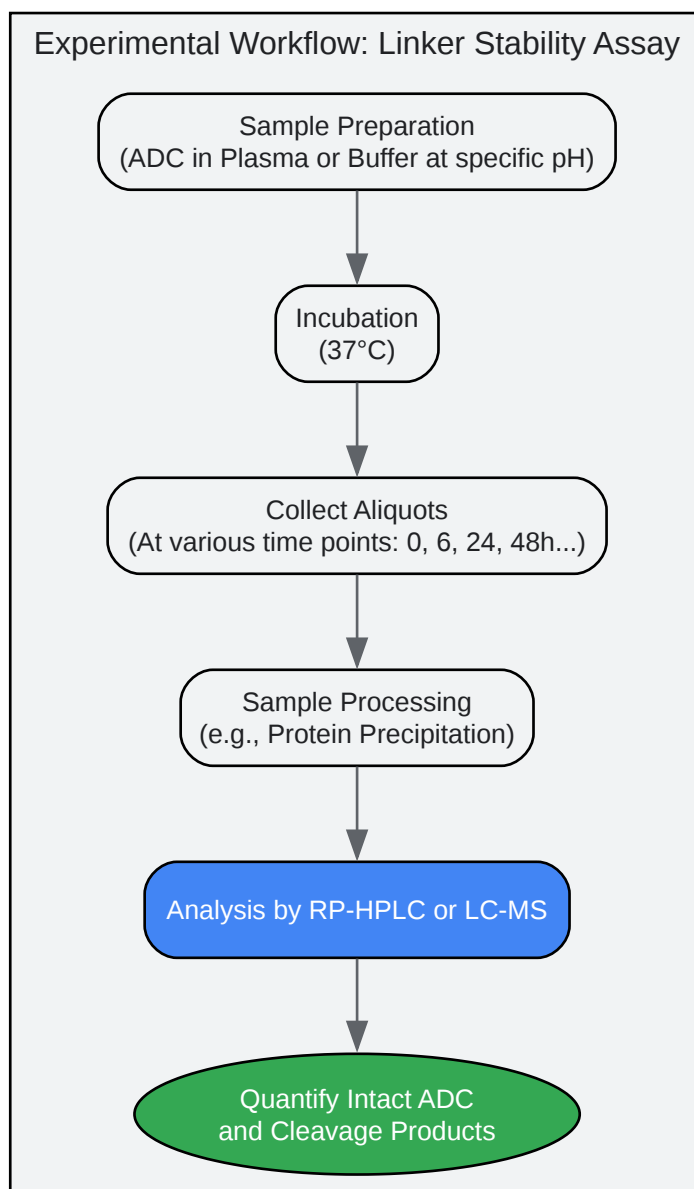 Experimental Workflow: Linker Stability Assay
Sample Preparation
(ADC in Plasma or Buffer at specific pH)
Incubation
(37°C)
Collect Aliquots
(At various time points: 0, 6, 24, 48h...)
Sample Processing
(e.g., Protein Precipitation)
Analysis by RP-HPLC or LC-MS
Quantify Intact ADC
and Cleavage Products